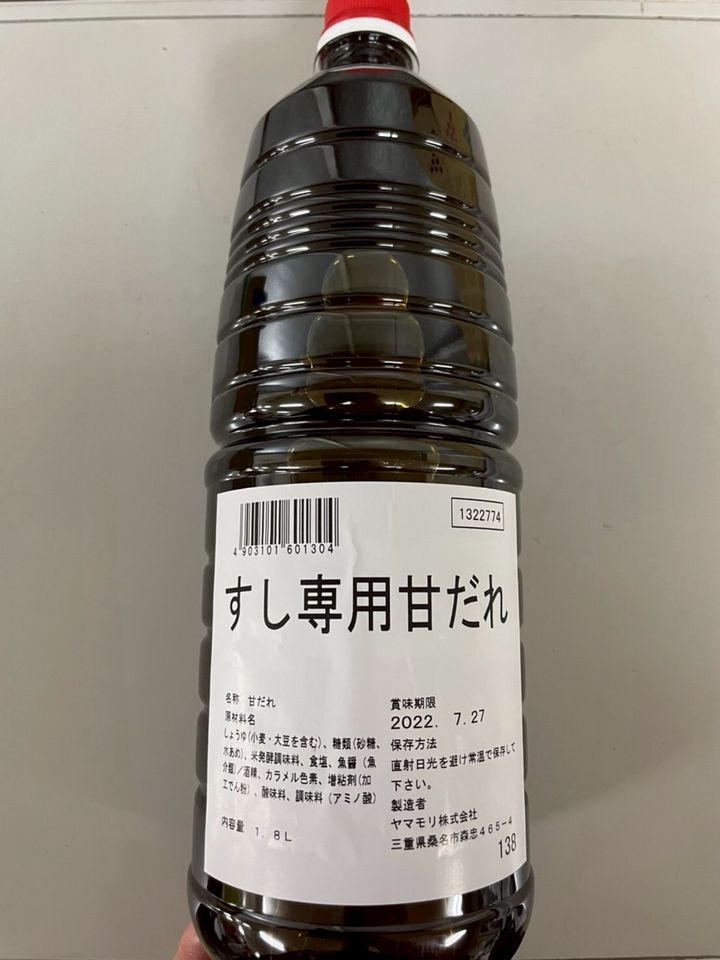 1322774
4 903101 601304
すし専用甘だれ
名称 甘だれ
原材料名
しょうゆ(小麦・大豆を含む)、糖類(砂糖、
水あめ)、米発酵調味料、食塩、魚醤(魚
介類)/酒精、カラメル色素、増粘剤(加
工でん粉)、酸味料、調味料(アミノ酸)
内容量 1.8L
賞味期限
2022. 7.27
保存方法
直射日光を避け常温で保存して
下さい。
製造者
ヤマモリ株式会社
三重県桑名市森忠465-4
138